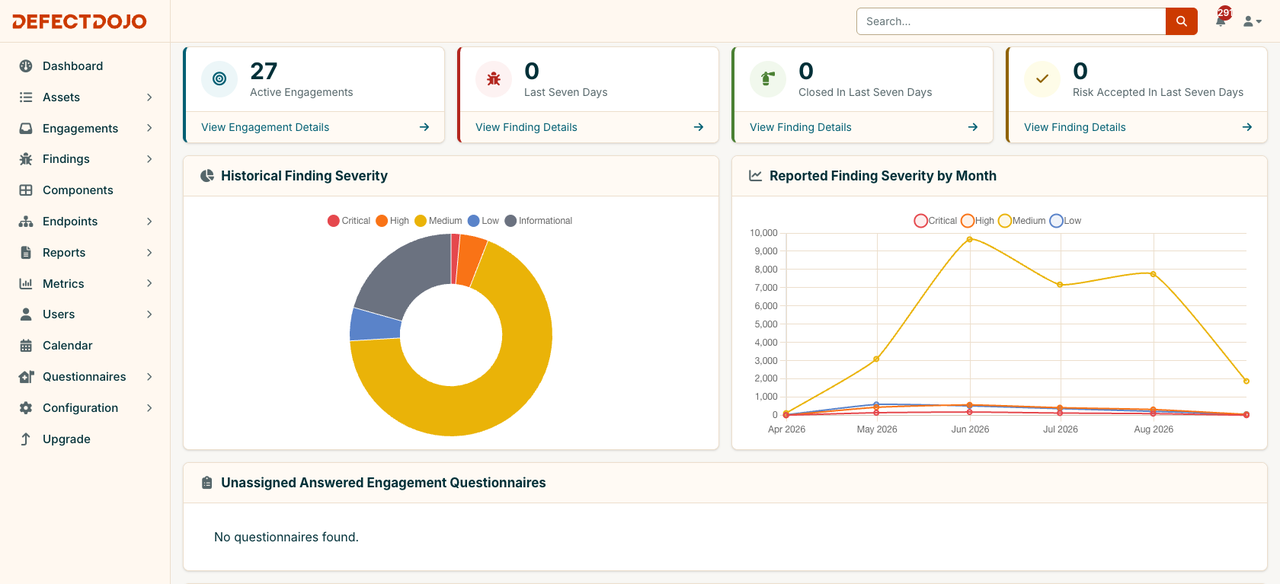 DEFECTDOJO
Search...
291
Dashboard
Assets
Engagements
Findings
Components
Endpoints
Reports
Metrics
Users
Calendar
Questionnaires
Configuration
Upgrade
27
Active Engagements
View Engagement Details
0
Last Seven Days
View Finding Details
0
Closed In Last Seven Days
View Finding Details
0
Risk Accepted In Last Seven Days
View Finding Details
Historical Finding Severity
Critical High Medium Low Informational
Reported Finding Severity by Month
Critical High Medium Low
10,000
9,000
8,000
7,000
6,000
5,000
4,000
3,000
2,000
1,000
0
Apr 2026 May 2026 Jun 2026 Jul 2026 Aug 2026
Unassigned Answered Engagement Questionnaires
No questionnaires found.